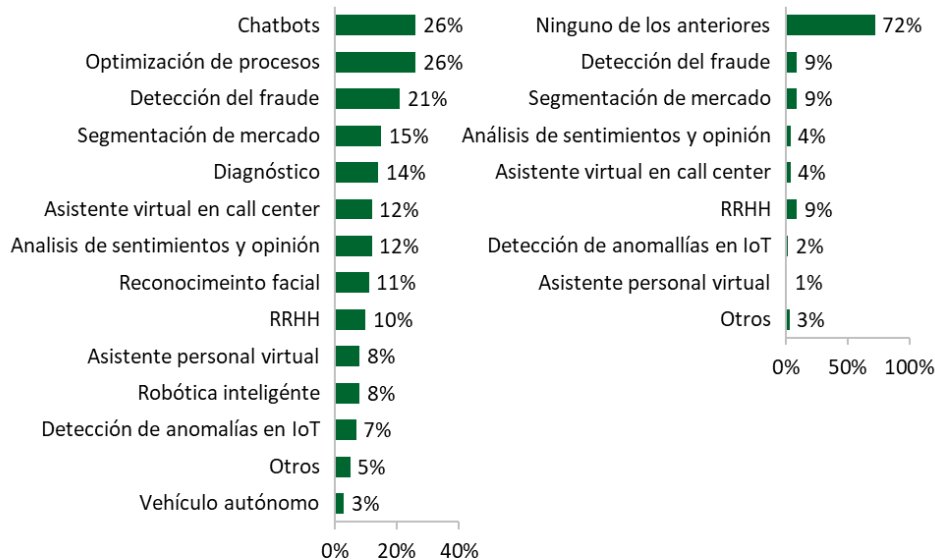 Chatbots 26%
Optimización de procesos 26%
Detección del fraude 21%
Segmentación de mercado 15%
Diagnóstico 14%
Asistente virtual en call center 12%
Analisis de sentimientos y opinión 12%
Reconocimeinto facial 11%
RRHH 10%
Asistente personal virtual 8%
Robótica inteligénte 8%
Detección de anomalías en IoT 7%
Otros 5%
Vehículo autónomo 3%
0% 20% 40%
Ninguno de los anteriores 72%
Detección del fraude 9%
Segmentación de mercado 9%
Análisis de sentimientos y opinión 4%
Asistente virtual en call center 4%
RRHH 9%
Detección de anomallías en IoT 2%
Asistente personal virtual 1%
Otros 3%
0% 50% 100%